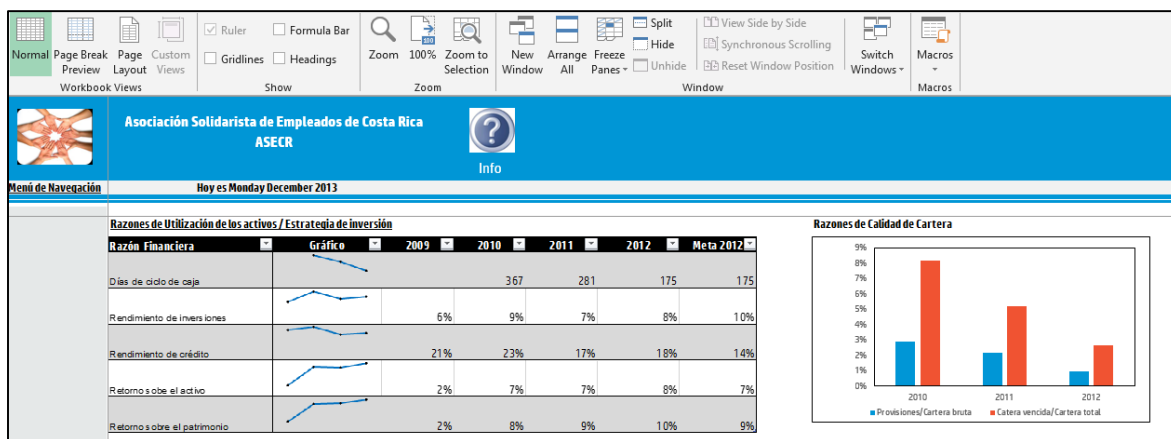 Normal Page Break Preview Page Layout Custom Views
Workbook Views
Ruler Formula Bar
Gridlines Headings
Show
Zoom 100% Zoom to Selection
Zoom
New Window Arrange All Freeze Panes
Split
Hide
Unhide
View Side by Side
Synchronous Scrolling
Reset Window Position
Switch Windows
Window
Macros
Macros
Asociación Solidarista de Empleados de Costa Rica
ASECR
Info
Menú de Navegación Hoy es Monday December 2013
Razones de Utilización de los activos / Estrategia de inversión
Razón Financiera Gráfico 2009 2010 2011 2012 Meta 2012
Días de ciclo de caja 367 281 175 175
Rendimiento de inversiones 6% 9% 7% 8% 10%
Rendimiento de crédito 21% 23% 17% 18% 14%
Retorno sobe el activo 2% 7% 7% 8% 7%
Retorno sobre el patrimonio 2% 8% 9% 10% 9%
Razones de Calidad de Cartera
9%
8%
7%
6%
5%
4%
3%
2%
1%
0%
2010 2011 2012
Provisiones/Cartera bruta Catera vencida/Cartera total